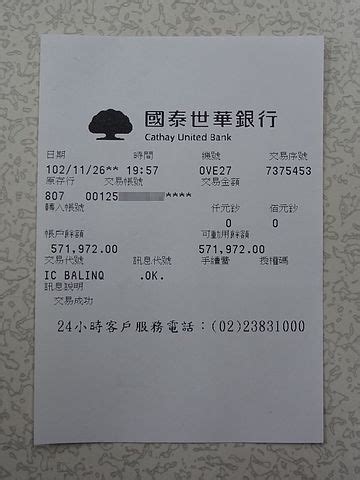 國泰世華銀行
Cathay United Bank
日期 時間 機號 交易序號
102/11/26** 19:57 OVE27 7375453
原存行 交易帳號 交易金額
807 00125 ****
轉入帳號 仟元鈔 佰元鈔
0 0
帳戶餘額 可動用餘額
571,972.00 571,972.00
交易代號 訊息代號 手續費 授權碼
IC BALINQ .OK.
訊息說明
交易成功
24小時客戶服務電話：(02)23831000